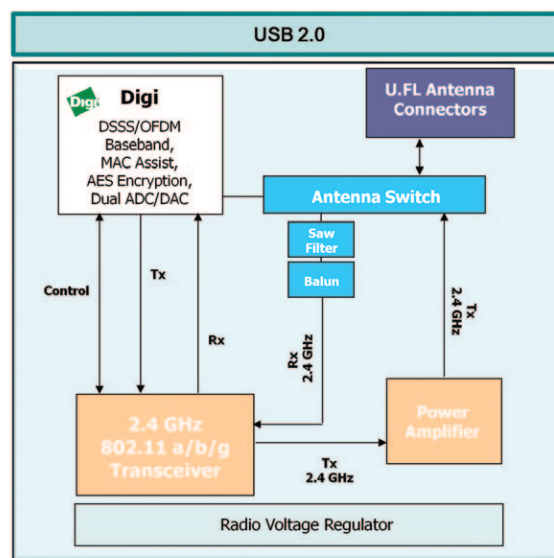 USB 2.0
Digi
Digi
DSSS/OFDM
Baseband,
MAC Assist,
AES Encryption,
Dual ADC/DAC
U.FL Antenna
Connectors
Antenna Switch
Saw
Filter
Balun
Control
Tx
Rx
Rx
2.4 GHz
Tx
2.4 GHz
2.4 GHz
802.11 a/b/g
Transceiver
Power
Amplifier
Tx
2.4 GHz
Radio Voltage Regulator